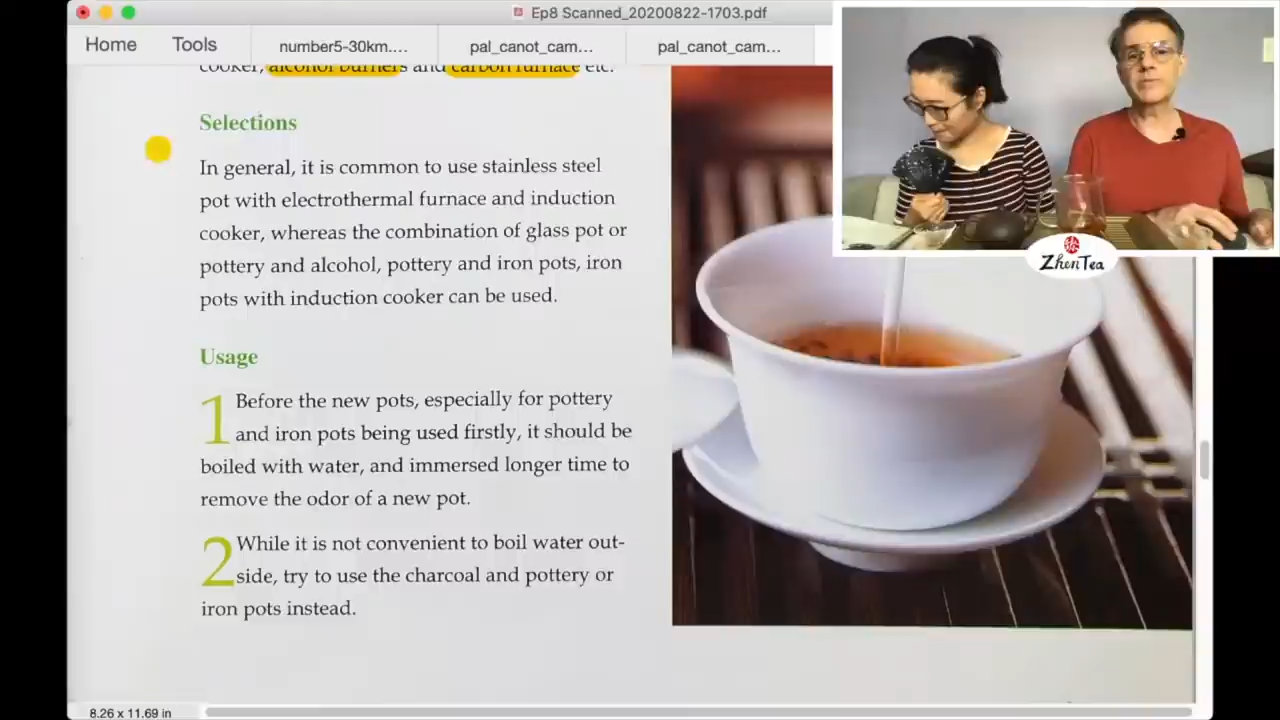 Ep8 Scanned_20200822-1703.pdf
Home
Tools
number5-30km....
pal_canot_cam...
pal_canot_cam...
cooker, alcohol burners and carbon furnace etc.
Selections
In general, it is common to use stainless steel
pot with electrothermal furnace and induction
cooker, whereas the combination of glass pot or
pottery and alcohol, pottery and iron pots, iron
pots with induction cooker can be used.
Usage
1 Before the new pots, especially for pottery
and iron pots being used firstly, it should be
boiled with water, and immersed longer time to
remove the odor of a new pot.
2 While it is not convenient to boil water out-
side, try to use the charcoal and pottery or
iron pots instead.
ZhenTea
8.26 x 11.69 in